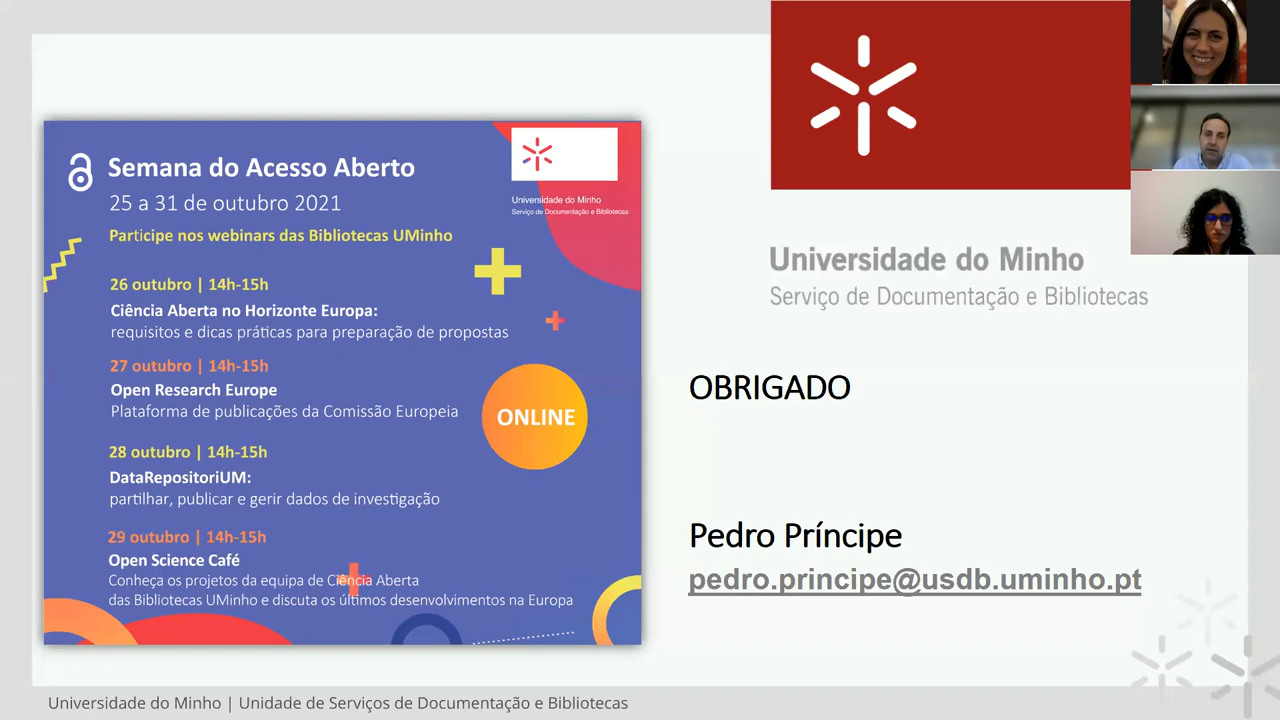 Semana do Acesso Aberto
25 a 31 de outubro 2021
Participe nos webinars das Bibliotecas UMinho
Universidade do Minho
Serviço de Documentação e Bibliotecas
26 outubro | 14h-15h
Ciência Aberta no Horizonte Europa:
requisitos e dicas práticas para preparação de propostas
27 outubro | 14h-15h
Open Research Europe
Plataforma de publicações da Comissão Europeia
ONLINE
28 outubro | 14h-15h
DataRepositoriUM:
partilhar, publicar e gerir dados de investigação
29 outubro | 14h-15h
Open Science Café
Conheça os projetos da equipa de Ciência Aberta
das Bibliotecas UMinho e discuta os últimos desenvolvimentos na Europa
Universidade do Minho
Serviço de Documentação e Bibliotecas
OBRIGADO
Pedro Príncipe
pedro.principe@usdb.uminho.pt
Universidade do Minho | Unidade de Serviços de Documentação e Bibliotecas